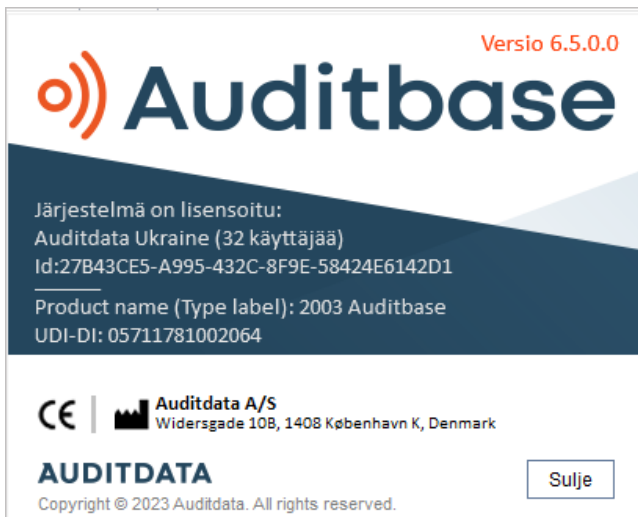 Versio 6.5.0.0
Auditbase
Järjestelmä on lisensoitu:
Auditdata Ukraine (32 käyttäjää)
Id:27B43CE5-A995-432C-8F9E-58424E6142D1
Product name (Type label): 2003 Auditbase
UDI-DI: 05711781002064
CE
Auditdata A/S
Widersgade 10B, 1408 København K, Denmark
AUDITDATA
Sulje
Copyright © 2023 Auditdata. All rights reserved.